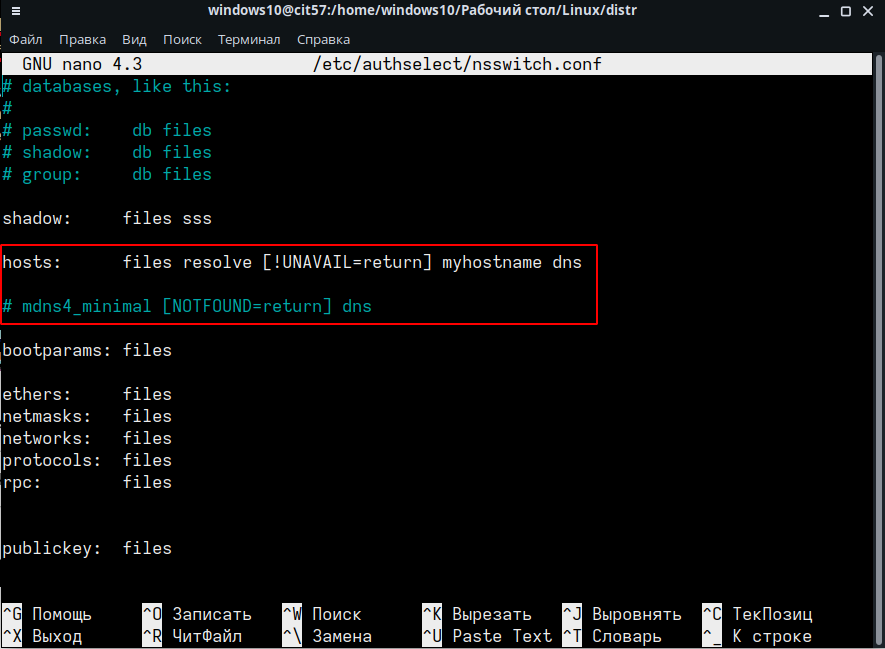 windows10@cit57:/home/windows10/Рабочий стол/Linux/distr
Файл Правка Вид Поиск Терминал Справка
GNU nano 4.3 /etc/authselect/nsswitch.conf
# databases, like this:
#
# passwd: db files
# shadow: db files
# group: db files
shadow: files sss
hosts: files resolve [!UNAVAIL=return] myhostname dns
# mdns4_minimal [NOTFOUND=return] dns
bootparams: files
ethers: files
netmasks: files
networks: files
protocols: files
rpc: files
publickey: files
^G Помощь ^O Записать ^W Поиск ^K Вырезать ^J Выровнять ^C ТекПозиц
^X Выход ^R ЧитФайл ^\ Замена ^U Paste Text ^T Словарь ^_ К строке